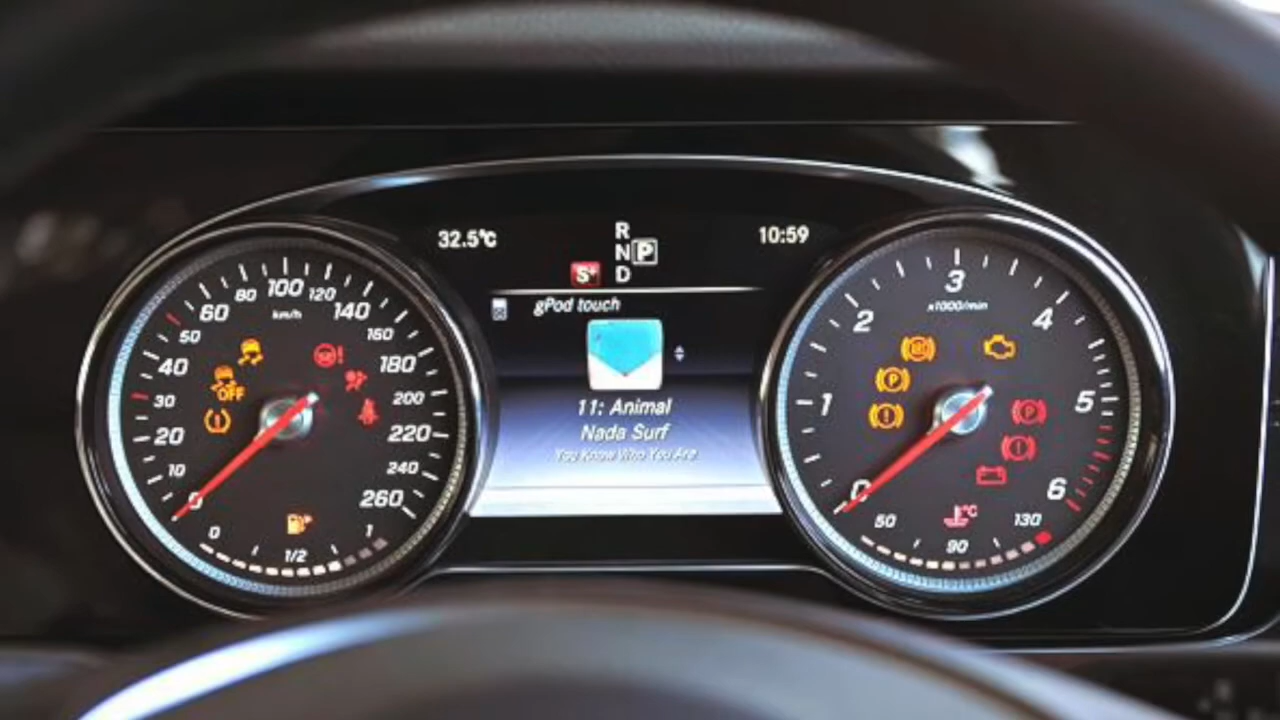 32.5°C
R
N P
D
10:59
S+
gPod touch
11: Animal
Nada Surf
You Know Who You Are
0
10
20
30
40
50
60
80
100
120
140
160
180
200
220
240
260
km/h
OFF
0
1/2
1
0
1
2
3
4
5
6
x1000/min
ABS
P
P
°C
50
90
130